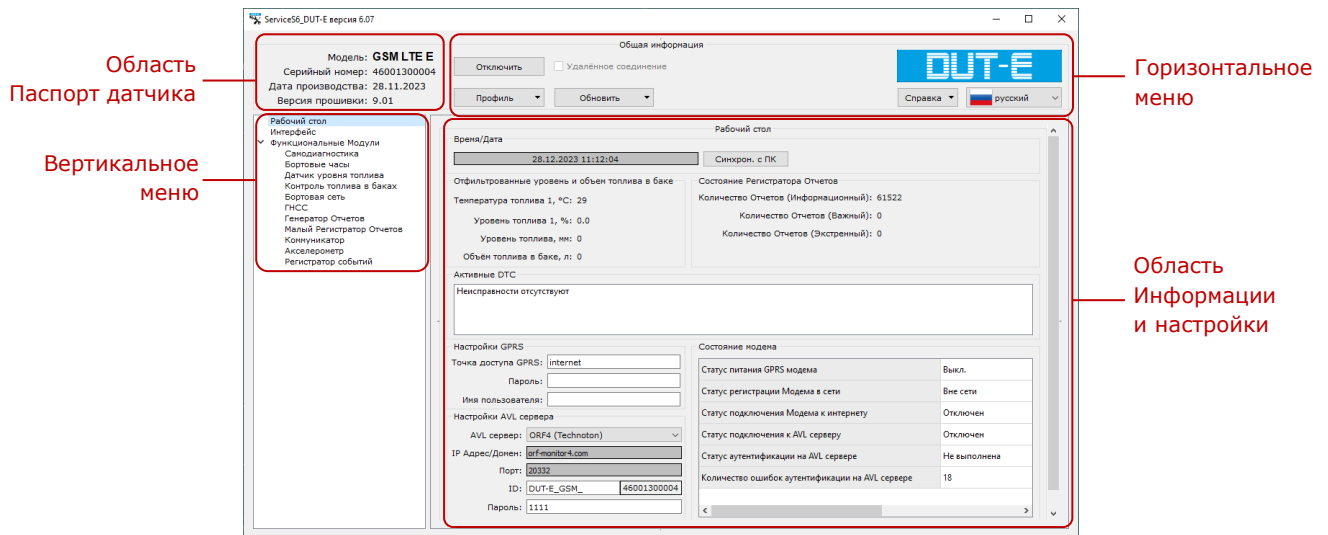 ServiceS6_DUT-E версия 6.07
Область
Паспорт датчика
Модель: GSM LTE E
Серийный номер: 46001300004
Дата производства: 28.11.2023
Версия прошивки: 9.01
Общая информация
Отключить
Удалённое соединение
DUT-E
Профиль
Обновить
Справка
русский
Горизонтальное
меню
Вертикальное
меню
Рабочий стол
Интерфейс
Функциональные Модули
Самодиагностика
Бортовые часы
Датчик уровня топлива
Контроль топлива в баках
Бортовая сеть
ГНСС
Генератор Отчетов
Малый Регистратор Отчетов
Коммуникатор
Акселерометр
Регистратор событий
Рабочий стол
Время/Дата
28.12.2023 11:12:04
Синхрон. с ПК
Отфильтрованные уровень и объем топлива в баке
Температура топлива 1, °C: 29
Уровень топлива 1, %: 0.0
Уровень топлива, мм: 0
Объём топлива в баке, л: 0
Состояние Регистратора Отчетов
Количество Отчетов (Информационный): 61522
Количество Отчетов (Важный): 0
Количество Отчетов (Экстренный): 0
Активные DTC
Неисправности отсутствуют
Область
Информации
и настройки
Настройки GPRS
Точка доступа GPRS: internet
Пароль:
Имя пользователя:
Настройки AVL сервера
AVL сервер: ORF4 (Technoton)
IP Адрес/Домен: orf-monitor4.com
Порт: 20332
ID: DUT-E_GSM_ 46001300004
Пароль: 1111
Состояние модема
Статус питания GPRS модема Выкл.
Статус регистрации Модема в сети Вне сети
Статус подключения Модема к интернету Отключен
Статус подключения к AVL серверу Отключен
Статус аутентификации на AVL сервере Не выполнена
Количество ошибок аутентификации на AVL сервере 18